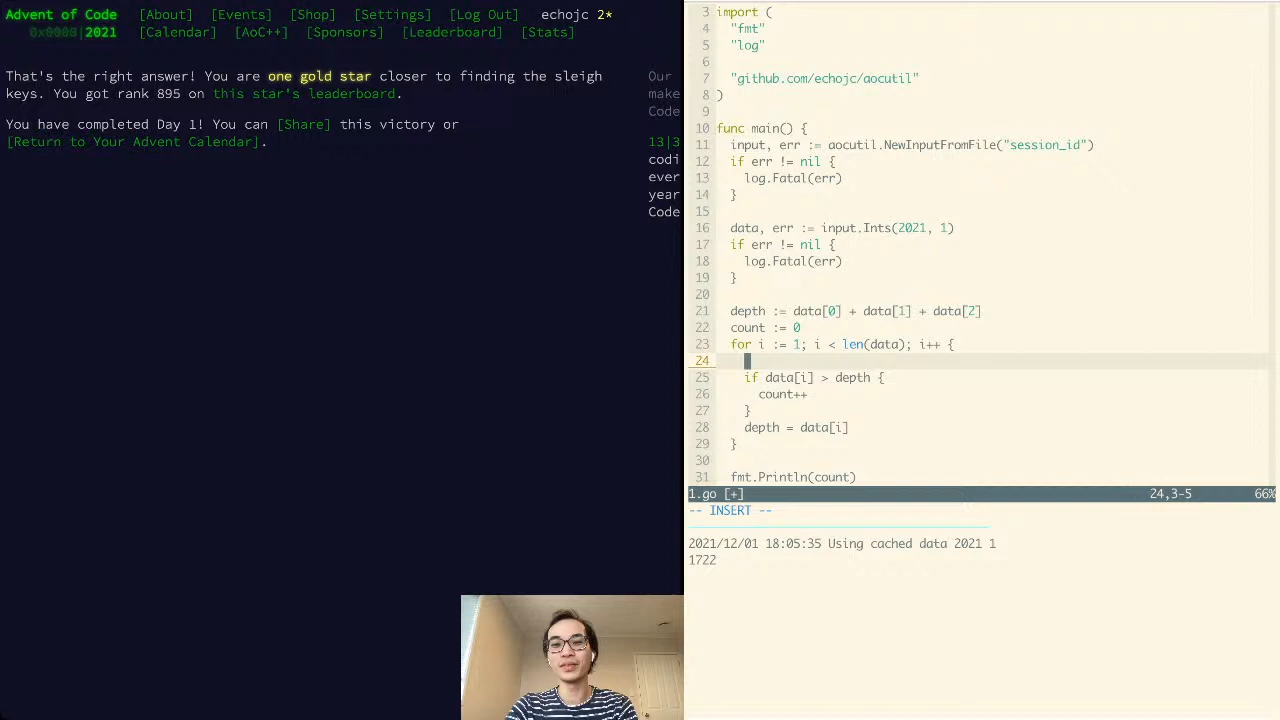 Advent of Code [About] [Events] [Shop] [Settings] [Log Out] echojc 2*
0x0000|2021 [Calendar] [AoC++] [Sponsors] [Leaderboard] [Stats]
That's the right answer! You are one gold star closer to finding the sleigh
keys. You got rank 895 on this star's leaderboard.
You have completed Day 1! You can [Share] this victory or
[Return to Your Advent Calendar].
Our
make
Code
13|3
codi
ever
year
Code
3 import (
4 "fmt"
5 "log"
6
7 "github.com/echojc/aocutil"
8 )
9
10 func main() {
11 input, err := aocutil.NewInputFromFile("session_id")
12 if err != nil {
13 log.Fatal(err)
14 }
15
16 data, err := input.Ints(2021, 1)
17 if err != nil {
18 log.Fatal(err)
19 }
20
21 depth := data[0] + data[1] + data[2]
22 count := 0
23 for i := 1; i < len(data); i++ {
24
25 if data[i] > depth {
26 count++
27 }
28 depth = data[i]
29 }
30
31 fmt.Println(count)
1.go [+] 24,3-5 66%
-- INSERT --
2021/12/01 18:05:35 Using cached data 2021 1
1722